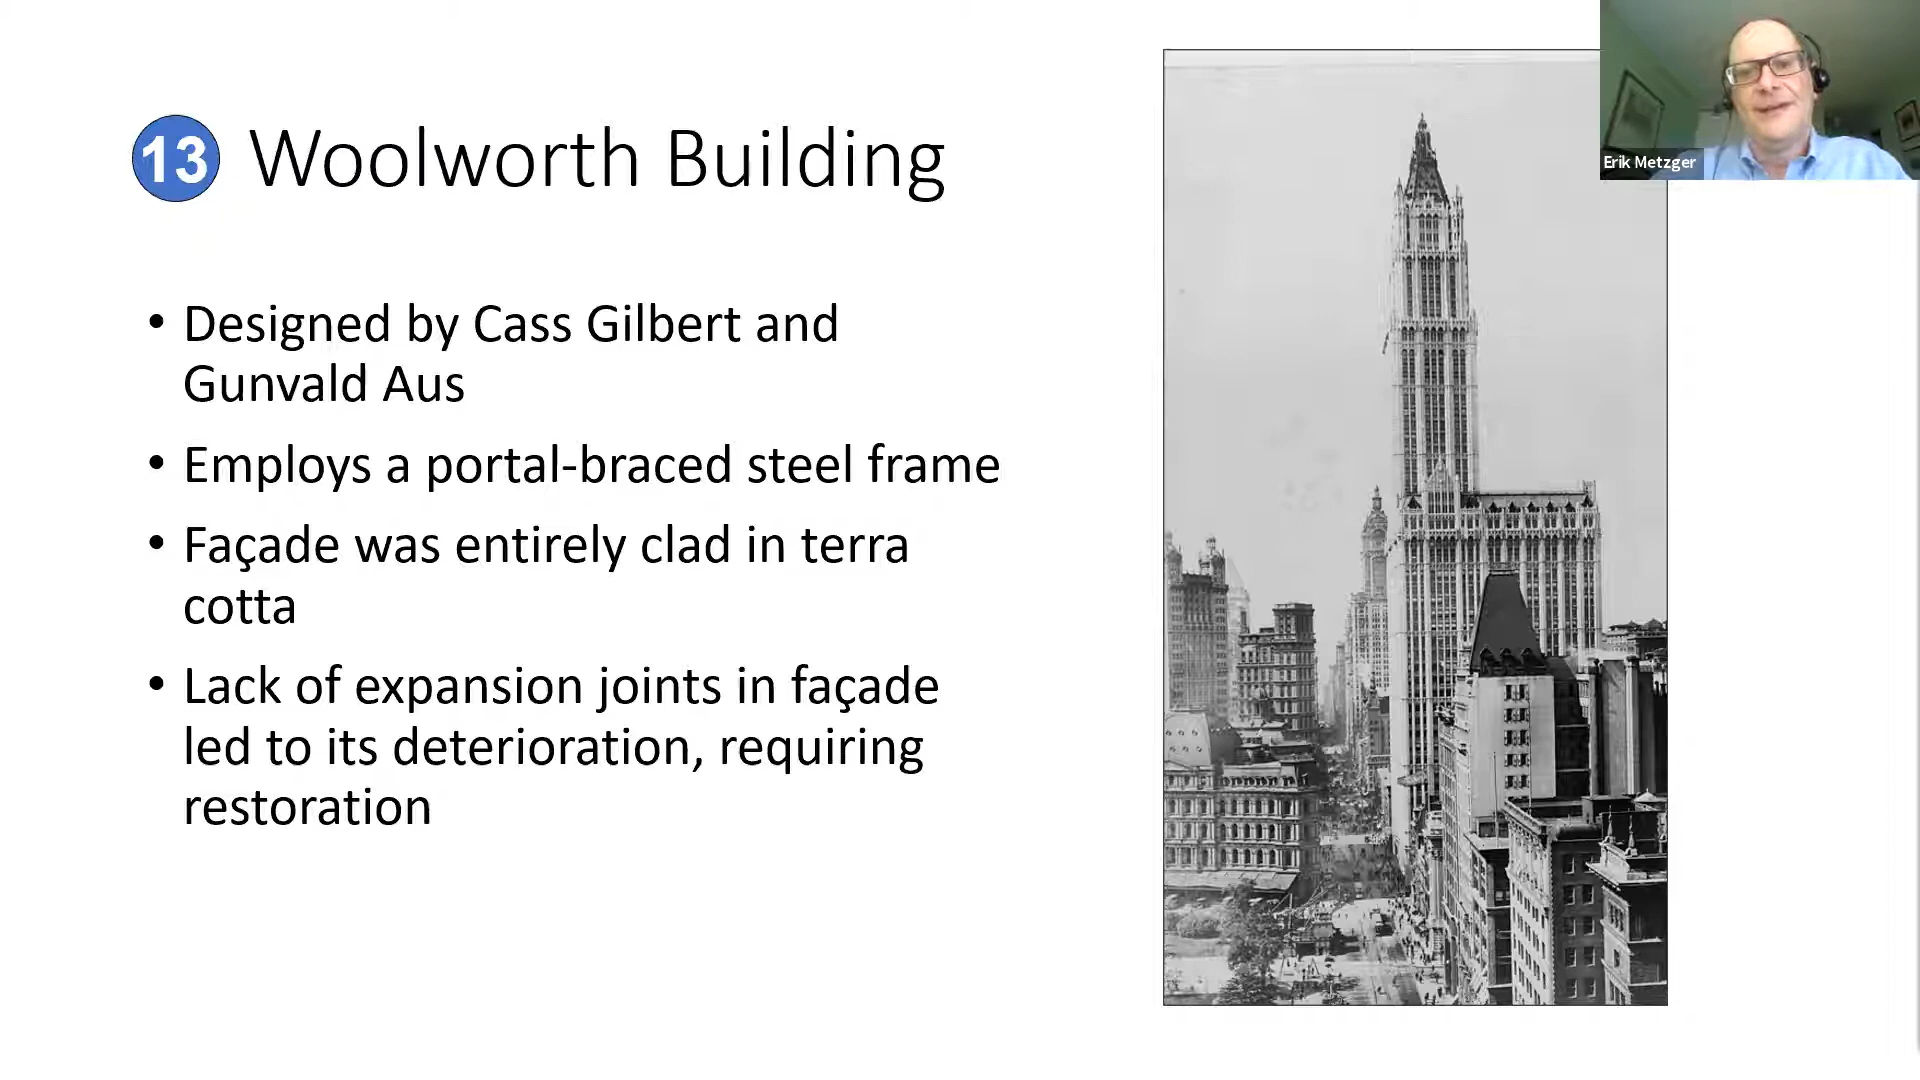 13 Woolworth Building
Erik Metzger
• Designed by Cass Gilbert and
Gunvald Aus
• Employs a portal-braced steel frame
• Façade was entirely clad in terra
cotta
• Lack of expansion joints in façade
led to its deterioration, requiring
restoration